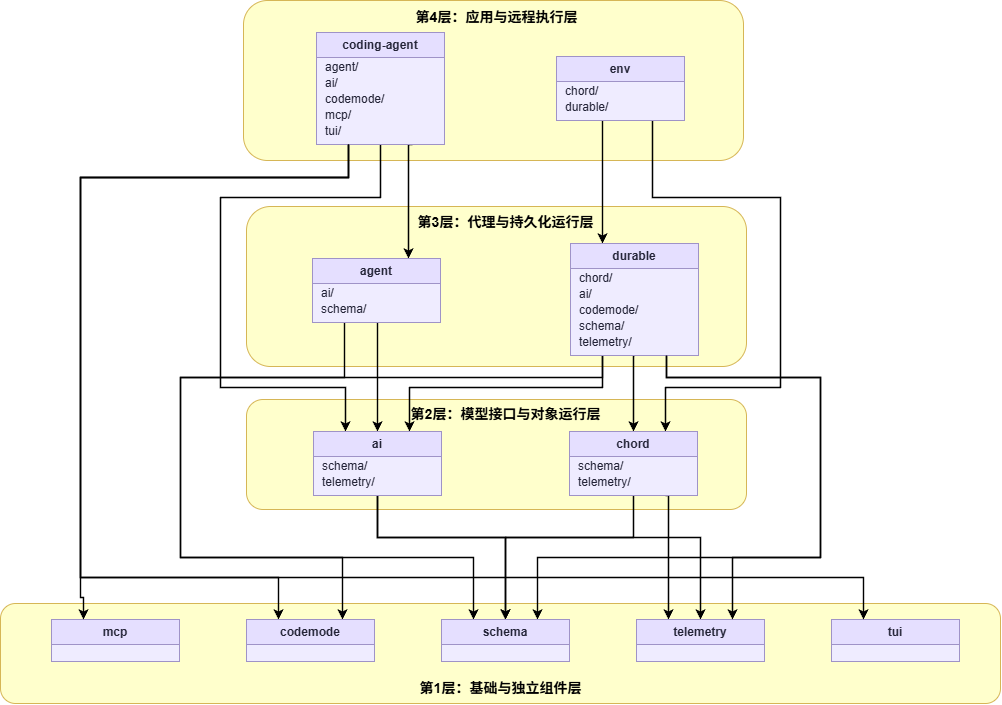 第4层：应用与远程执行层
coding-agent
agent/
ai/
codemode/
mcp/
tui/
env
chord/
durable/
第3层：代理与持久化运行层
agent
ai/
schema/
durable
chord/
ai/
codemode/
schema/
telemetry/
第2层：模型接口与对象运行层
ai
schema/
telemetry/
chord
schema/
telemetry/
mcp
codemode
schema
telemetry
tui
第1层：基础与独立组件层